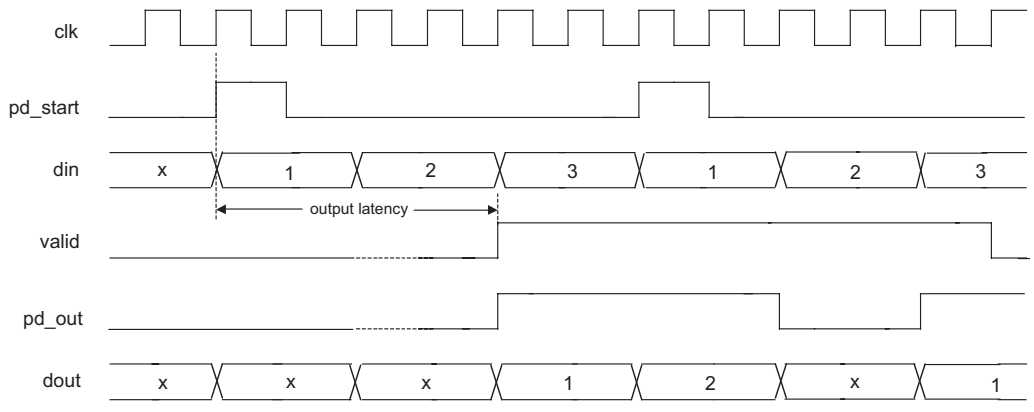 clk
pd_start
din x 1 2 3 1 2 3
output latency
valid
pd_out
dout x x x 1 2 x 1